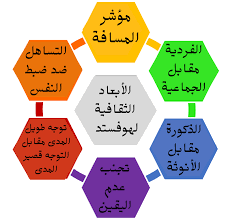 مؤشر
المسافة
الفردية
مقابل
الجماعية
الذكورة
مقابل
الأنوثة
تجنب
عدم
اليقين
توجه طويل
المدى مقابل
التوجه قصير
المدى
التساهل
ضد ضبط
النفس
الأبعاد
الثقافية
لهوفستد